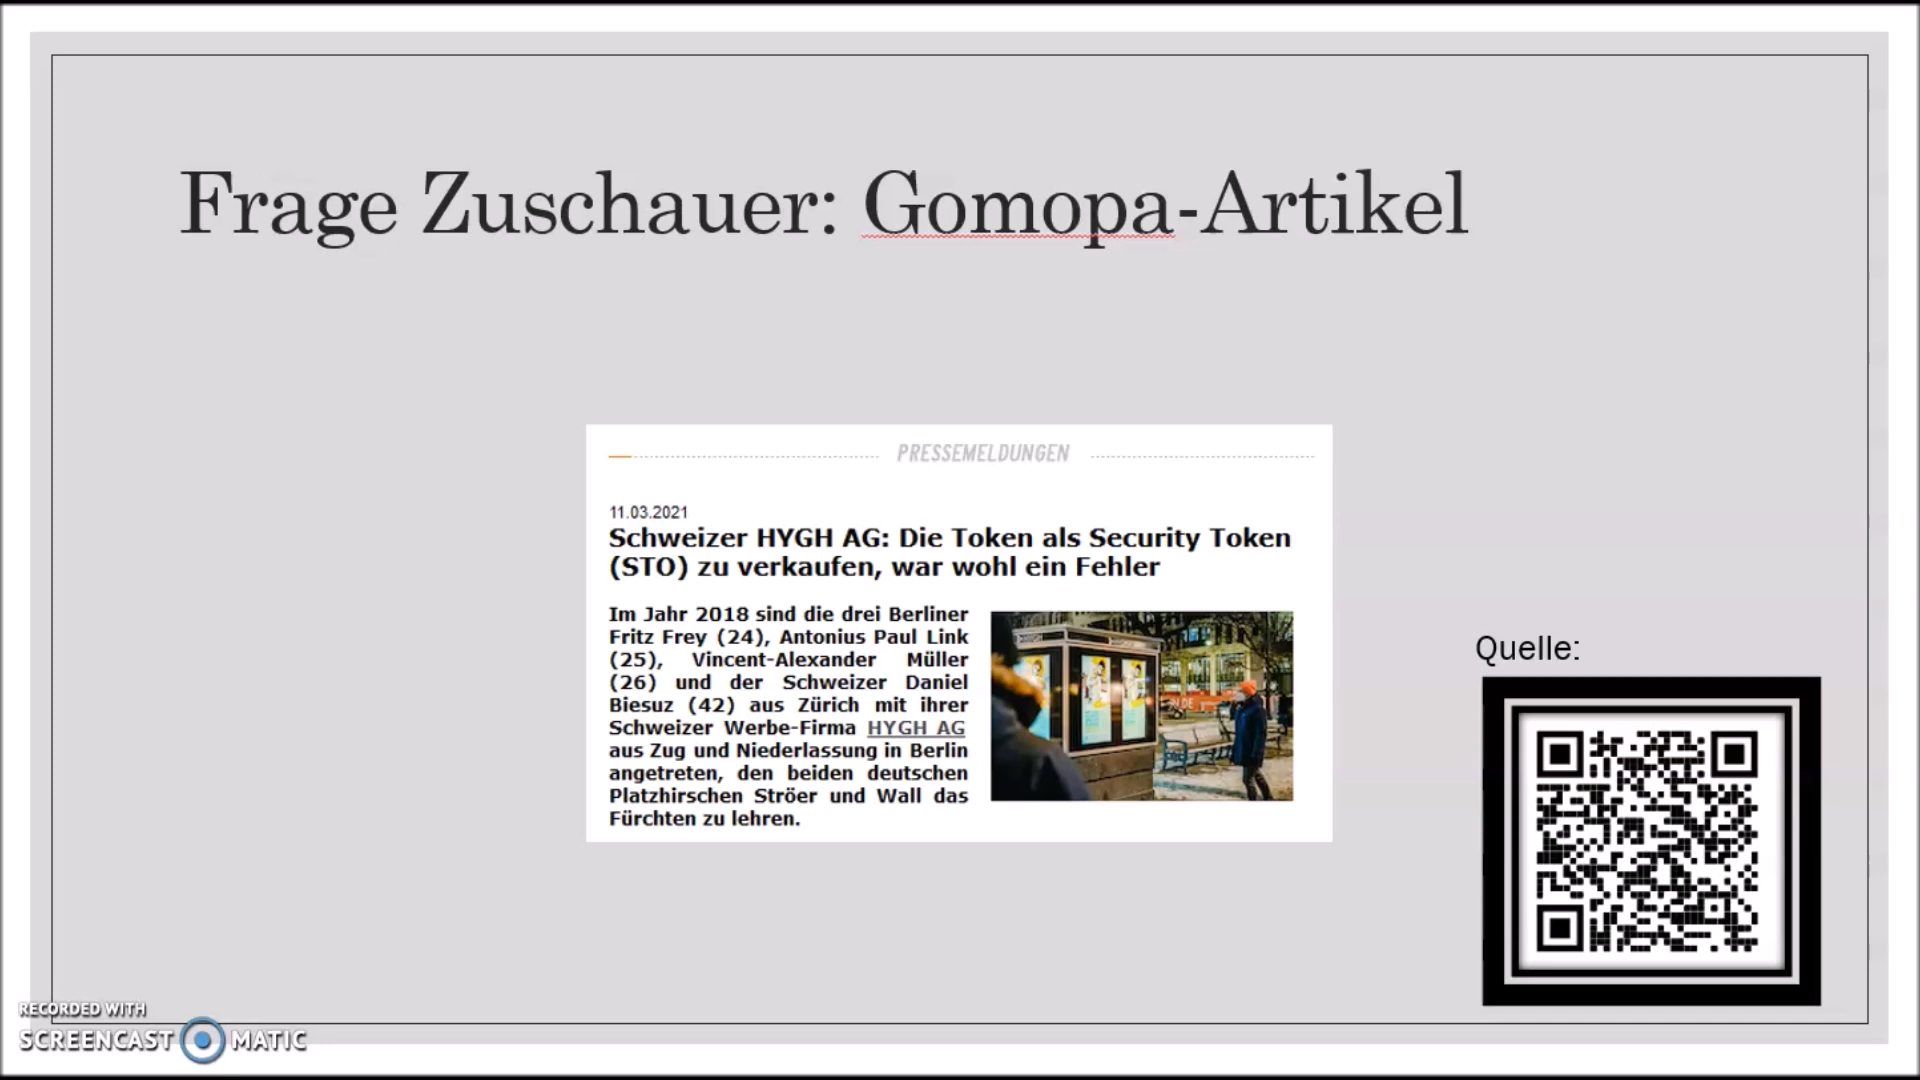 Frage Zuschauer: Gomopa-Artikel
PRESSEMELDUNGEN
11.03.2021
Schweizer HYGH AG: Die Token als Security Token
(STO) zu verkaufen, war wohl ein Fehler
Im Jahr 2018 sind die drei Berliner
Fritz Frey (24), Antonius Paul Link
(25), Vincent-Alexander Müller
(26) und der Schweizer Daniel
Biesuz (42) aus Zürich mit ihrer
Schweizer Werbe-Firma HYGH AG
aus Zug und Niederlassung in Berlin
angetreten, den beiden deutschen
Platzhirschen Ströer und Wall das
Fürchten zu lehren.
Quelle:
RECORDED WITH
SCREENCAST MATIC